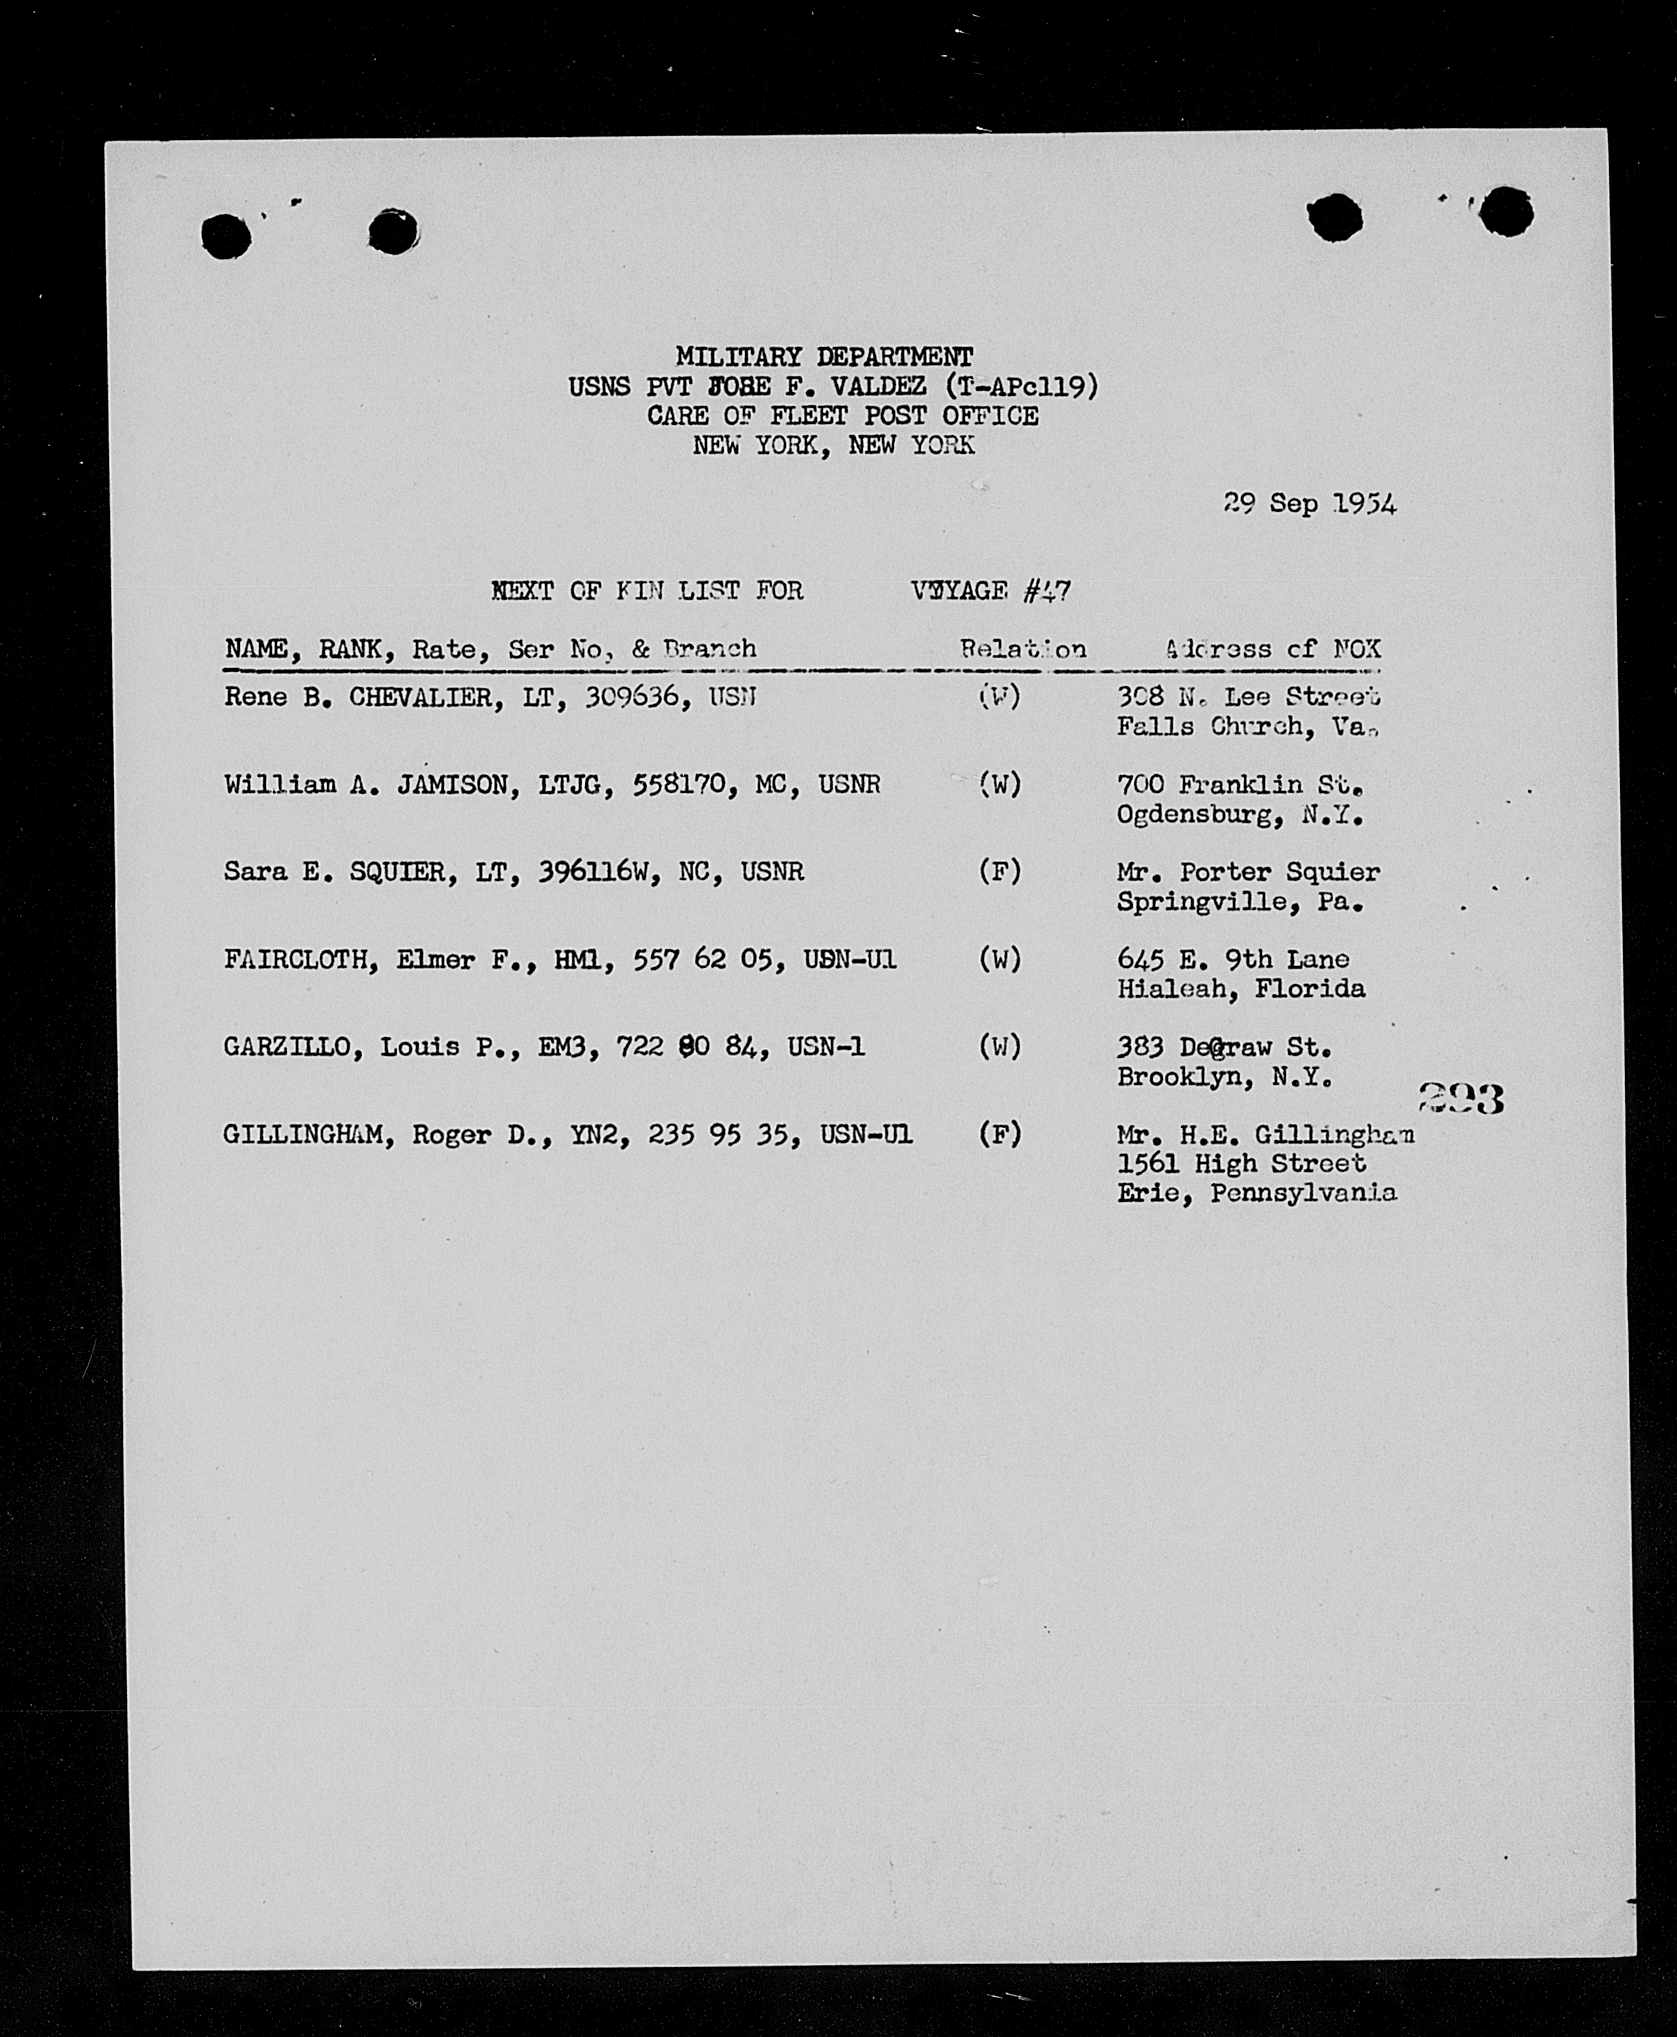 MILITARY DEPARTMENT
USNS PVT JOSE F. VALDEZ (T-APc119)
CARE OF FLEET POST OFFICE
NEW YORK, NEW YORK
29 Sep 1954
NEXT OF KIN LIST FOR VOYAGE #47
NAME, RANK, Rate, Ser No, & Branch Relation Address of NOK
Rene B. CHEVALIER, LT, 309636, USN (W) 308 N. Lee Street
Falls Church, Va.
William A. JAMISON, LTJG, 558170, MC, USNR (W) 700 Franklin St.
Ogdensburg, N.Y.
Sara E. SQUIER, LT, 396116W, NC, USNR (F) Mr. Porter Squier
Springville, Pa.
FAIRCLOTH, Elmer F., HM1, 557 62 05, USN-U1 (W) 645 E. 9th Lane
Hialeah, Florida
GARZILLO, Louis P., EM3, 722 80 84, USN-1 (W) 383 DeGraw St.
Brooklyn, N.Y.
293
GILLINGHAM, Roger D., YN2, 235 95 35, USN-U1 (F) Mr. H.E. Gillingham
1561 High Street
Erie, Pennsylvania